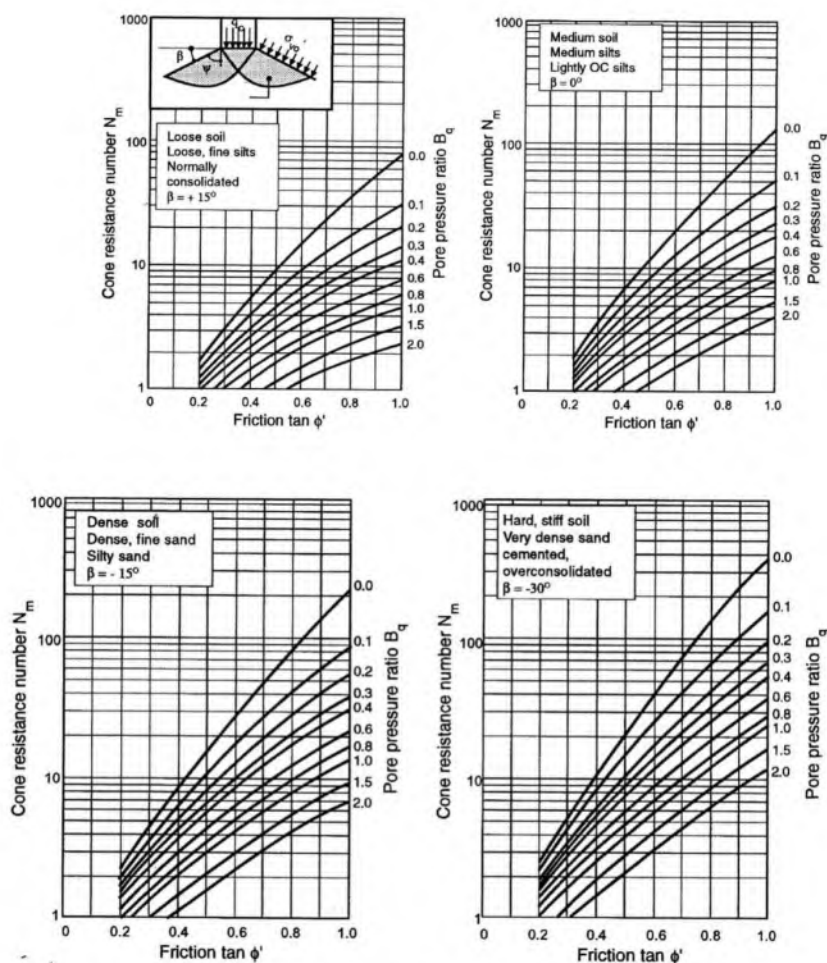 1000
q
β
ψ
σ'
vo
Cone resistance number N_m
100
Loose soil
Loose, fine silts
Normally
consolidated
β = + 15°
10
1
0.0
0.1
0.2
0.3
0.4
0.6
0.8
1.0
1.5
2.0
Pore pressure ratio B_q
0 0.2 0.4 0.6 0.8 1.0
Friction tan ϕ'
1000
Medium soil
Medium silts
Lightly OC silts
β = 0°
Cone resistance number N_m
100
10
1
0.0
0.1
0.2
0.3
0.4
0.6
0.8
1.0
1.5
2.0
Pore pressure ratio B_q
0 0.2 0.4 0.6 0.8 1.0
Friction tan ϕ'
1000
Dense soil
Dense, fine sand
Silty sand
β = - 15°
Cone resistance number N_m
100
10
1
0.0
0.1
0.2
0.3
0.4
0.6
0.8
1.0
1.5
2.0
Pore pressure ratio B_q
0 0.2 0.4 0.6 0.8 1.0
Friction tan ϕ'
1000
Hard, stiff soil
Very dense sand
cemented,
overconsolidated
β = -30°
Cone resistance number N_m
100
10
1
0.0
0.1
0.2
0.3
0.4
0.6
0.8
1.0
1.5
2.0
Pore pressure ratio B_q
0 0.2 0.4 0.6 0.8 1.0
Friction tan ϕ'